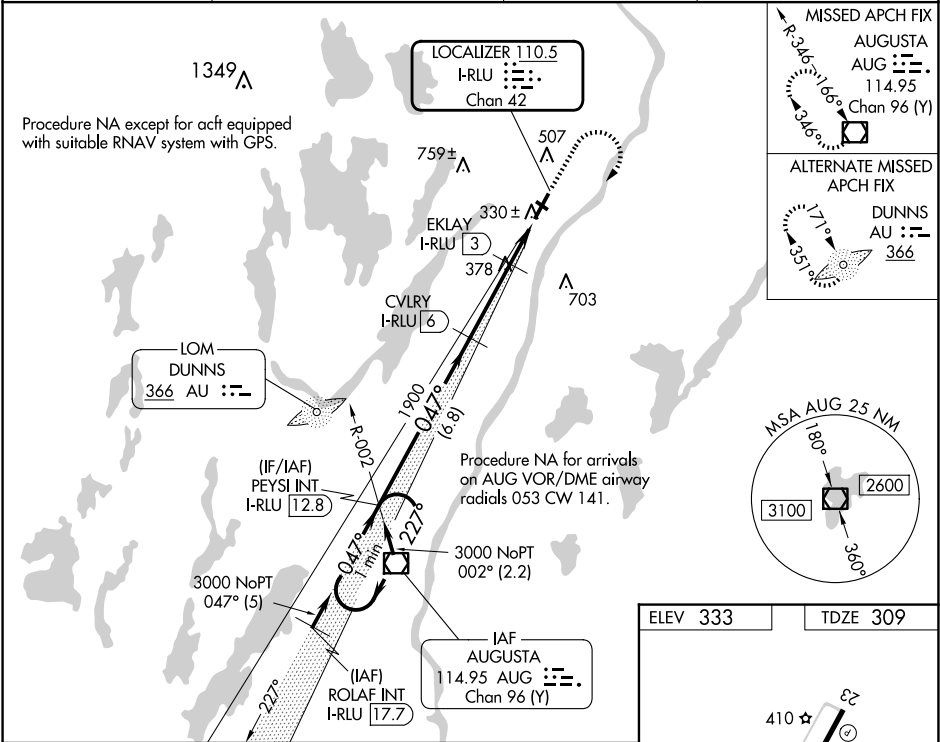 1349
Procedure NA except for acft equipped
with suitable RNAV system with GPS.
LOCALIZER 110.5
I-RLU
Chan 42
507
759±
330±
EKLAY
I-RLU 3
378
703
CVLRY
I-RLU 6
LOM
DUNNS
366 AU
1900
047°
(6.8)
R-002
(IF/IAF)
PEYSI INT
I-RLU 12.8
Procedure NA for arrivals
on AUG VOR/DME airway
radials 053 CW 141.
047°
1 min
227°
3000 NoPT
002° (2.2)
3000 NoPT
047° (5)
IAF
AUGUSTA
114.95 AUG
Chan 96 (Y)
(IAF)
ROLAF INT
I-RLU 17.7
227°
MISSED APCH FIX
AUGUSTA
AUG
114.95
Chan 96 (Y)
R-346
166°
346°
ALTERNATE MISSED
APCH FIX
DUNNS
AU
366
171°
351°
MSA AUG 25 NM
180°
2600
3100
360°
ELEV 333
TDZE 309
23
410
P